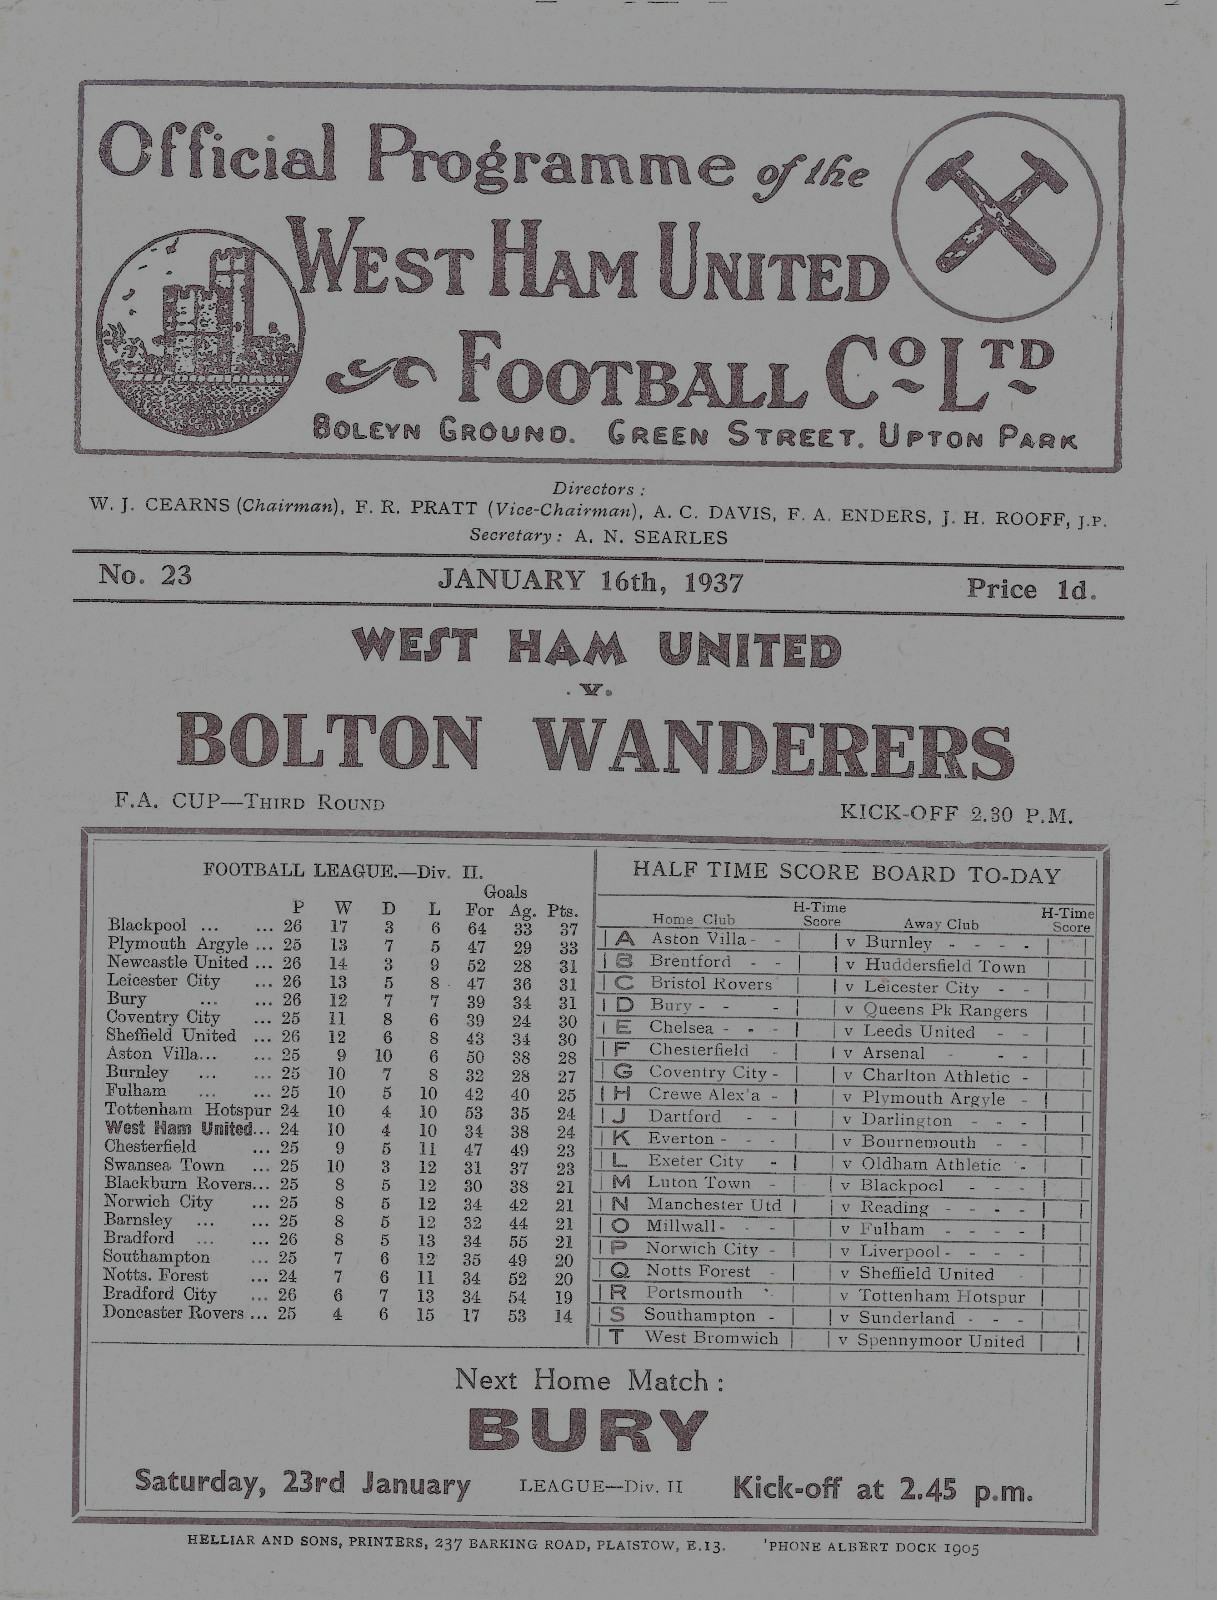 Official Programme of the
WEST HAM UNITED
FOOTBALL CO. LTD
BOLEYN GROUND. GREEN STREET. UPTON PARK
Directors :
W. J. CEARNS (Chairman), F. R. PRATT (Vice-Chairman), A. C. DAVIS, F. A. ENDERS, J. H. ROOFF, J.P.
Secretary : A. N. SEARLES
No. 23 JANUARY 16th, 1937 Price 1d.
WEST HAM UNITED
v.
BOLTON WANDERERS
F.A. CUP—THIRD ROUND KICK-OFF 2.30 P.M.
FOOTBALL LEAGUE.—Div. II.
Goals
P W D L For Ag. Pts.
Blackpool ... ... 26 17 3 6 64 33 37
Plymouth Argyle ... 25 13 7 5 47 29 33
Newcastle United ... 26 14 3 9 52 28 31
Leicester City ... 26 13 5 8 47 36 31
Bury ... ... 26 12 7 7 39 34 31
Coventry City ... 25 11 8 6 39 24 30
Sheffield United ... 26 12 6 8 43 34 30
Aston Villa... ... 25 9 10 6 50 38 28
Burnley ... ... 25 10 7 8 32 28 27
Fulham ... ... 25 10 5 10 42 40 25
Tottenham Hotspur 24 10 4 10 53 35 24
West Ham United... 24 10 4 10 34 38 24
Chesterfield ... 25 9 5 11 47 49 23
Swansea Town ... 25 10 3 12 31 37 23
Blackburn Rovers... 25 8 5 12 30 38 21
Norwich City ... 25 8 5 12 34 42 21
Barnsley ... ... 25 8 5 12 32 44 21
Bradford ... ... 26 8 5 13 34 55 21
Southampton ... 25 7 6 12 35 49 20
Notts. Forest ... 24 7 6 11 34 52 20
Bradford City ... 26 6 7 13 34 54 19
Doncaster Rovers ... 25 4 6 15 17 53 14
HALF TIME SCORE BOARD TO-DAY
Home Club H-Time Score Away Club H-Time Score
A Aston Villa - - v Burnley - - - -
B Brentford - - v Huddersfield Town
C Bristol Rovers v Leicester City - -
D Bury - - - v Queens Pk Rangers
E Chelsea - - - v Leeds United - -
F Chesterfield - v Arsenal - - -
G Coventry City - v Charlton Athletic -
H Crewe Alex'a - v Plymouth Argyle -
J Dartford - - v Darlington - - -
K Everton - - - v Bournemouth - -
L Exeter City - v Oldham Athletic -
M Luton Town - v Blackpool - - -
N Manchester Utd v Reading - - - -
O Millwall - - - v Fulham - - - -
P Norwich City - v Liverpool - - - -
Q Notts Forest - v Sheffield United -
R Portsmouth - v Tottenham Hotspur
S Southampton - v Sunderland - - -
T West Bromwich v Spennymoor United
Next Home Match :
BURY
Saturday, 23rd January LEAGUE—Div. II Kick-off at 2.45 p.m.
HELLIAR AND SONS, PRINTERS, 237 BARKING ROAD, PLAISTOW, E.13. 'PHONE ALBERT DOCK 1905